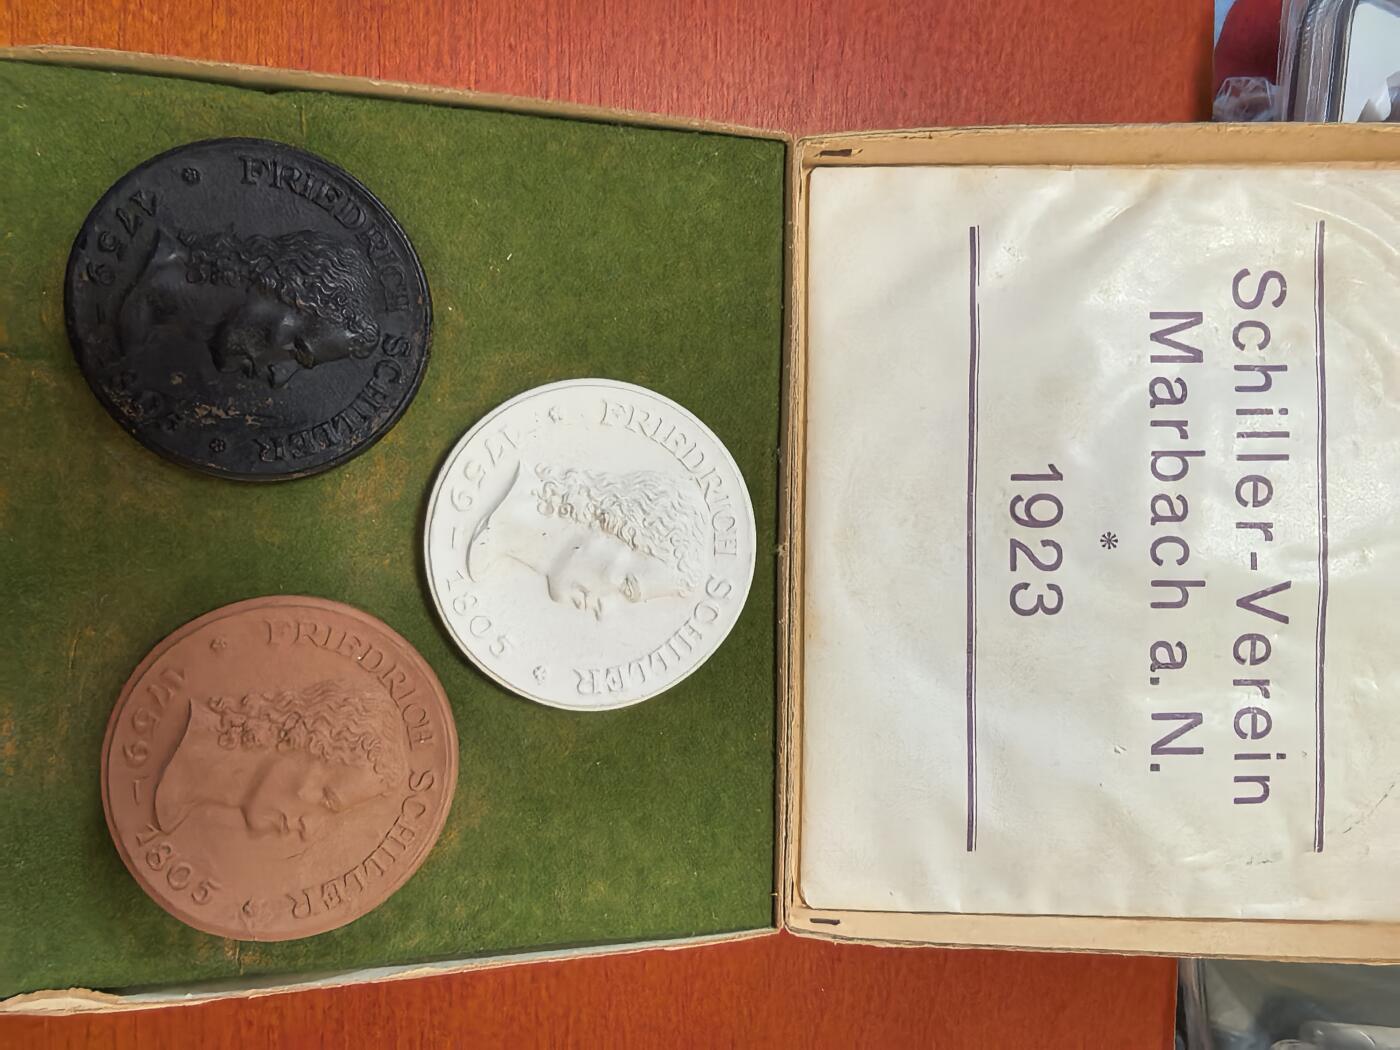 Schiller-Verein
Marbach a. N.
*
1923
FRIEDRICH SCHILLER
* 1759-1805 *
FRIEDRICH SCHILLER
* 1759-1805 *
FRIEDRICH SCHILLER
* 1759-1805 *